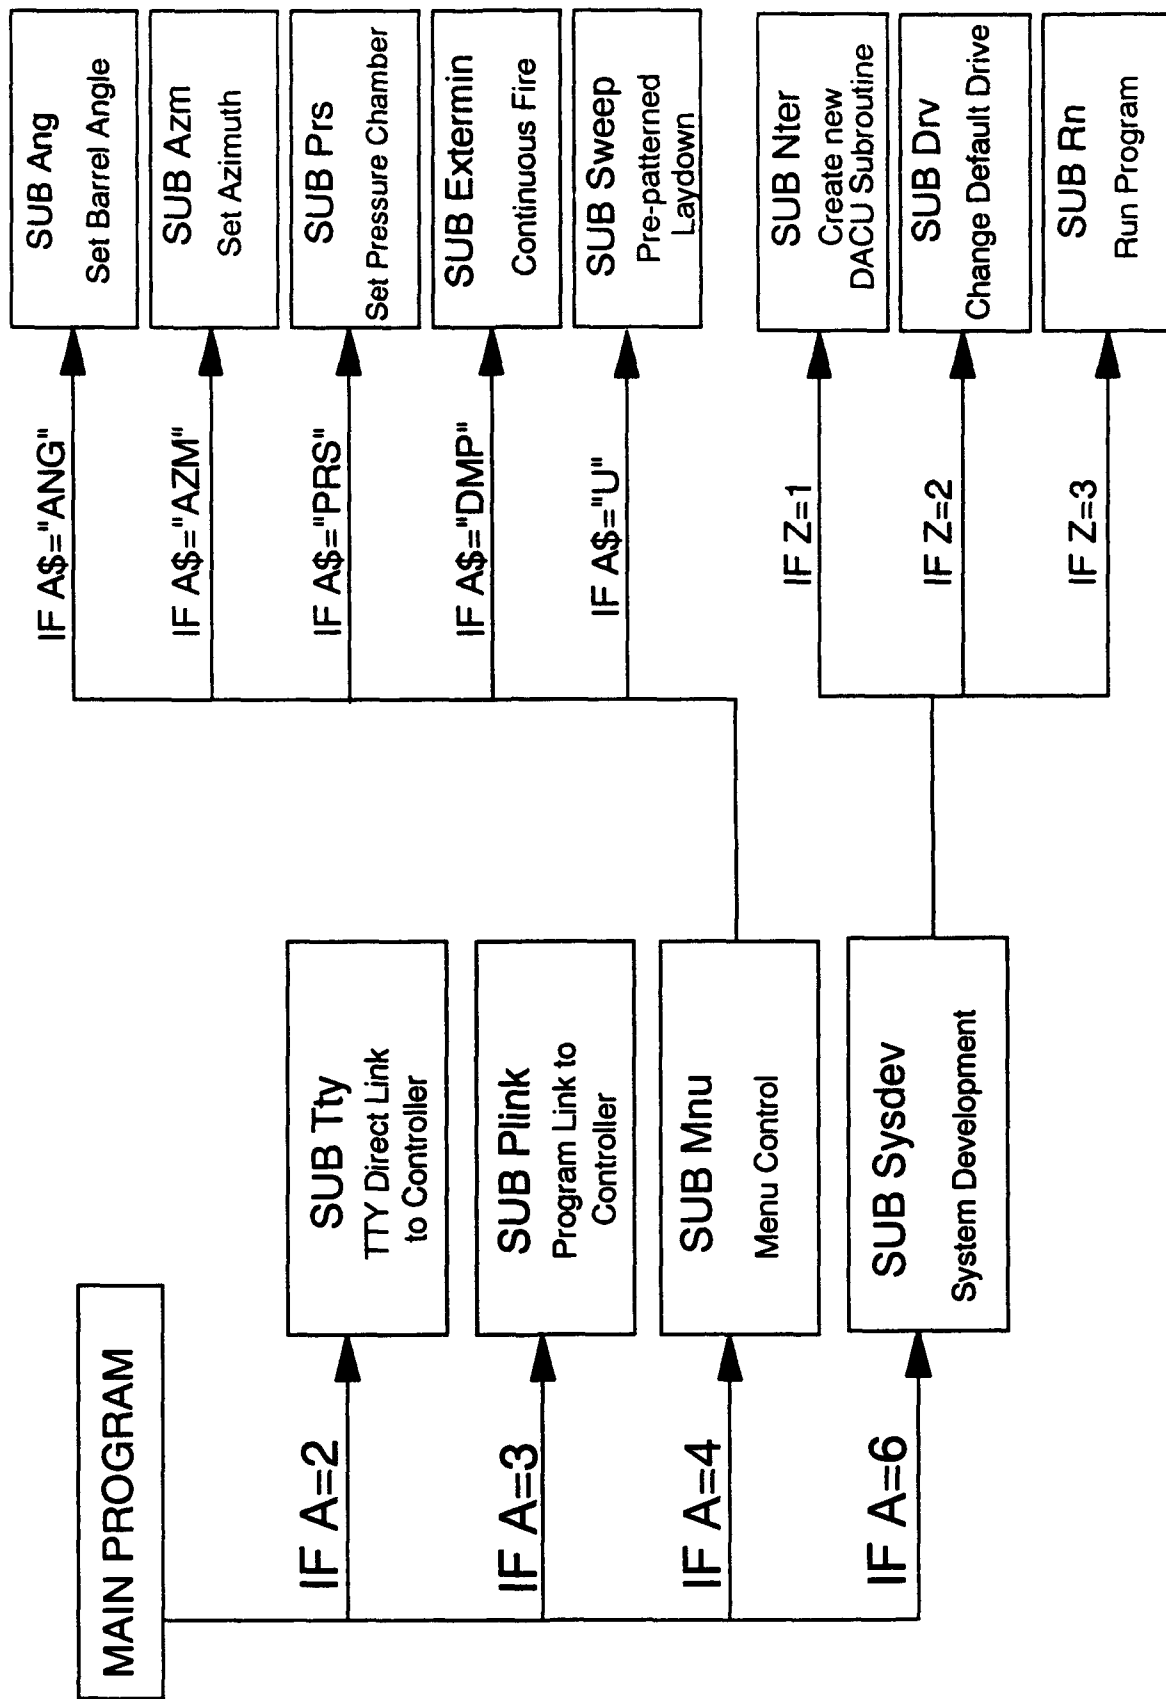 MAIN PROGRAM
IF A=2
SUB Tty
TTY Direct Link
to Controller
IF A=3
SUB Plink
Program Link to
Controller
IF A=4
SUB Mnu
Menu Control
IF A=6
SUB Sysdev
System Development
IF A$="ANG"
SUB Ang
Set Barrel Angle
IF A$="AZM"
SUB Azm
Set Azimuth
IF A$="PRS"
SUB Prs
Set Pressure Chamber
IF A$="DMP"
SUB Extermin
Continuous Fire
IF A$="U"
SUB Sweep
Pre-patterned
Laydown
IF Z=1
SUB Nter
Create new
DACU Subroutine
IF Z=2
SUB Drv
Change Default Drive
IF Z=3
SUB Rn
Run Program